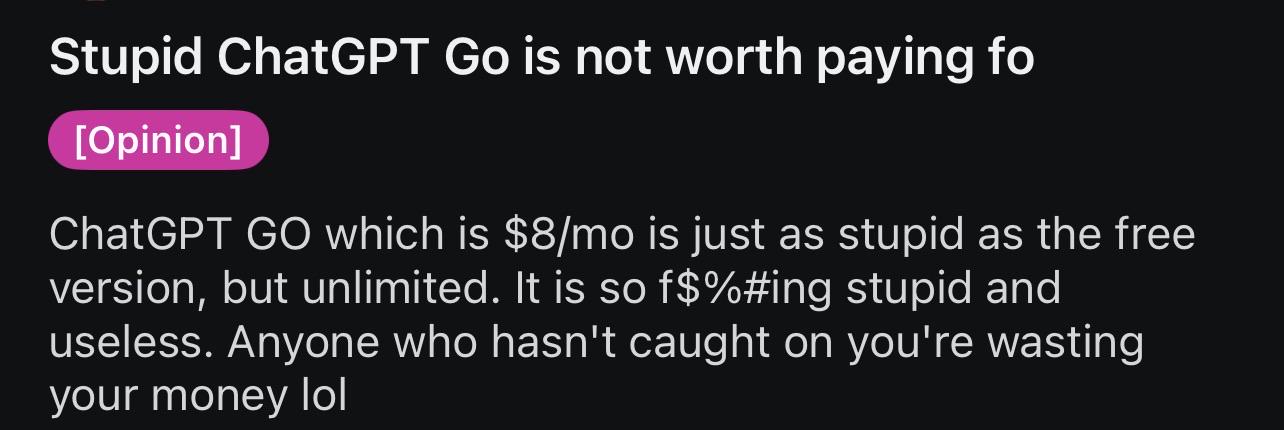 Stupid ChatGPT Go is not worth paying fo
[Opinion]
ChatGPT GO which is $8/mo is just as stupid as the free
version, but unlimited. It is so f$%#ing stupid and
useless. Anyone who hasn't caught on you're wasting
your money lol